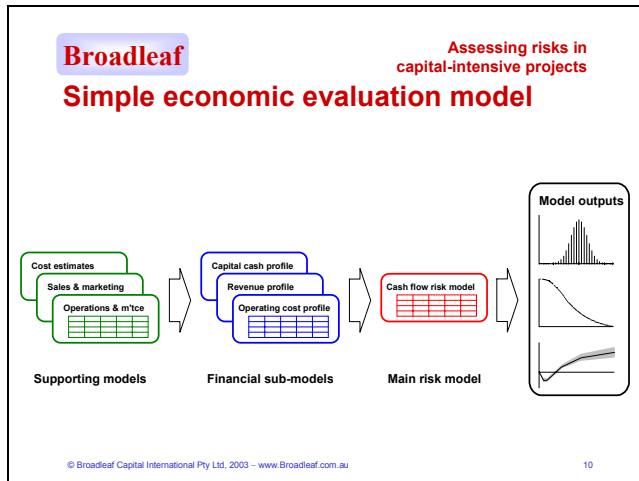 Broadleaf
Assessing risks in
capital-intensive projects
Simple economic evaluation model
Cost estimates
Sales & marketing
Operations & m'tce
Supporting models
Capital cash profile
Revenue profile
Operating cost profile
Financial sub-models
Cash flow risk model
Main risk model
Model outputs
© Broadleaf Capital International Pty Ltd, 2003 – www.Broadleaf.com.au
10